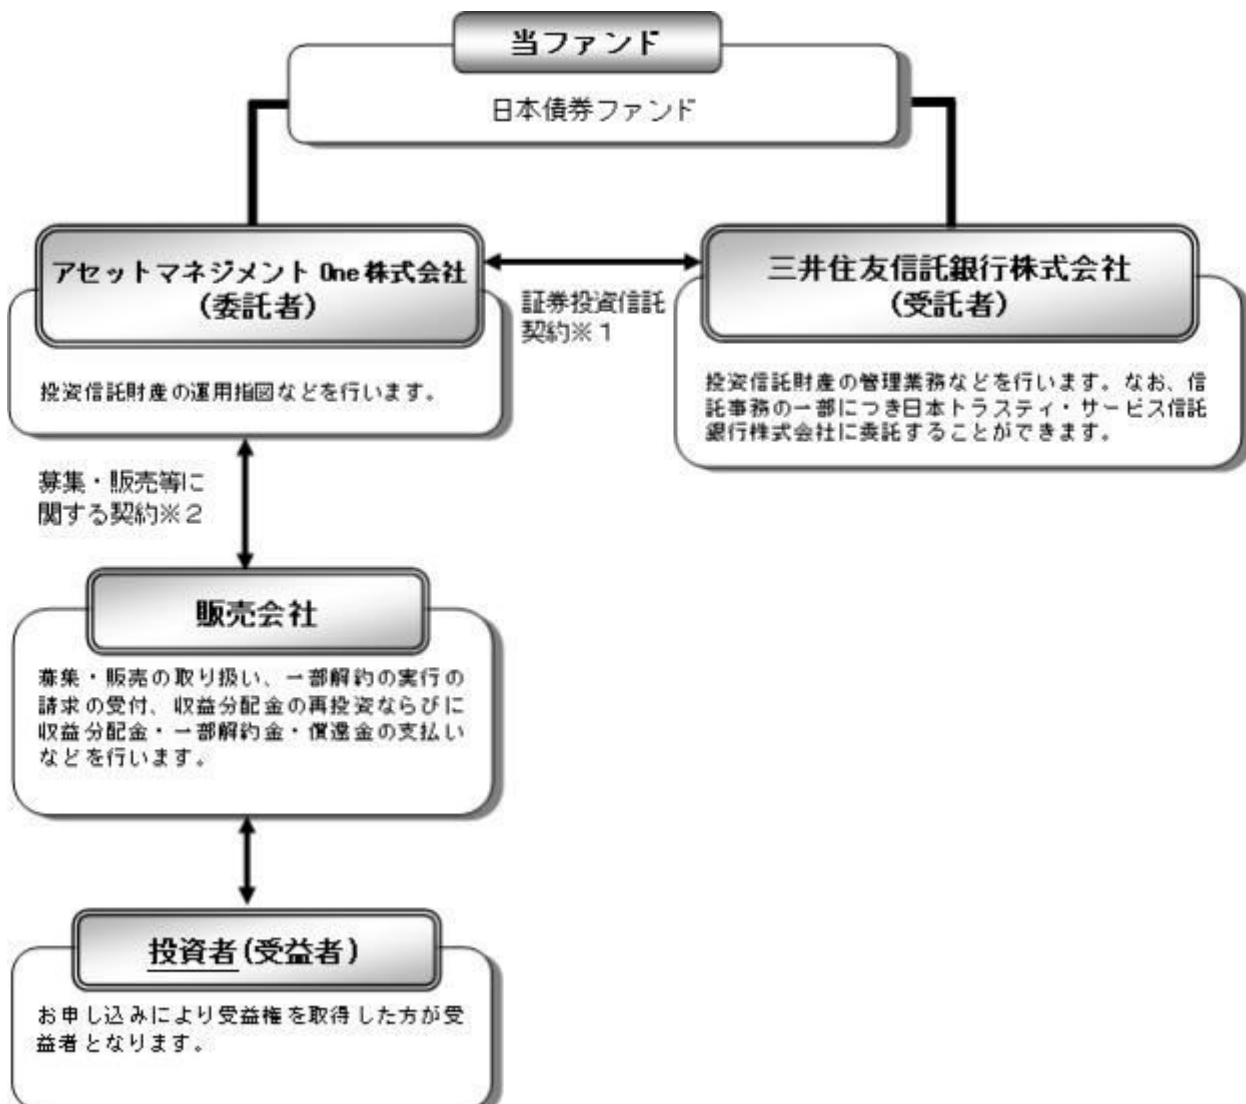 当ファンド
日本債券ファンド
アセットマネジメント One 株式会社
(委託者)
投資信託財産の運用指図などを行います。
証券投資信託
契約※1
三井住友信託銀行株式会社
(受託者)
投資信託財産の管理業務などを行います。なお、信
託事務の一部につき日本トラスティ・サービス信託
銀行株式会社に委託することができます。
募集・販売等に
関する契約※2
販売会社
募集・販売の取り扱い、一部解約の実行の
請求の受付、収益分配金の再投資ならびに
収益分配金・一部解約金・償還金の支払い
などを行います。
投資者(受益者)
お申し込みにより受益権を取得した方が受
益者となります。